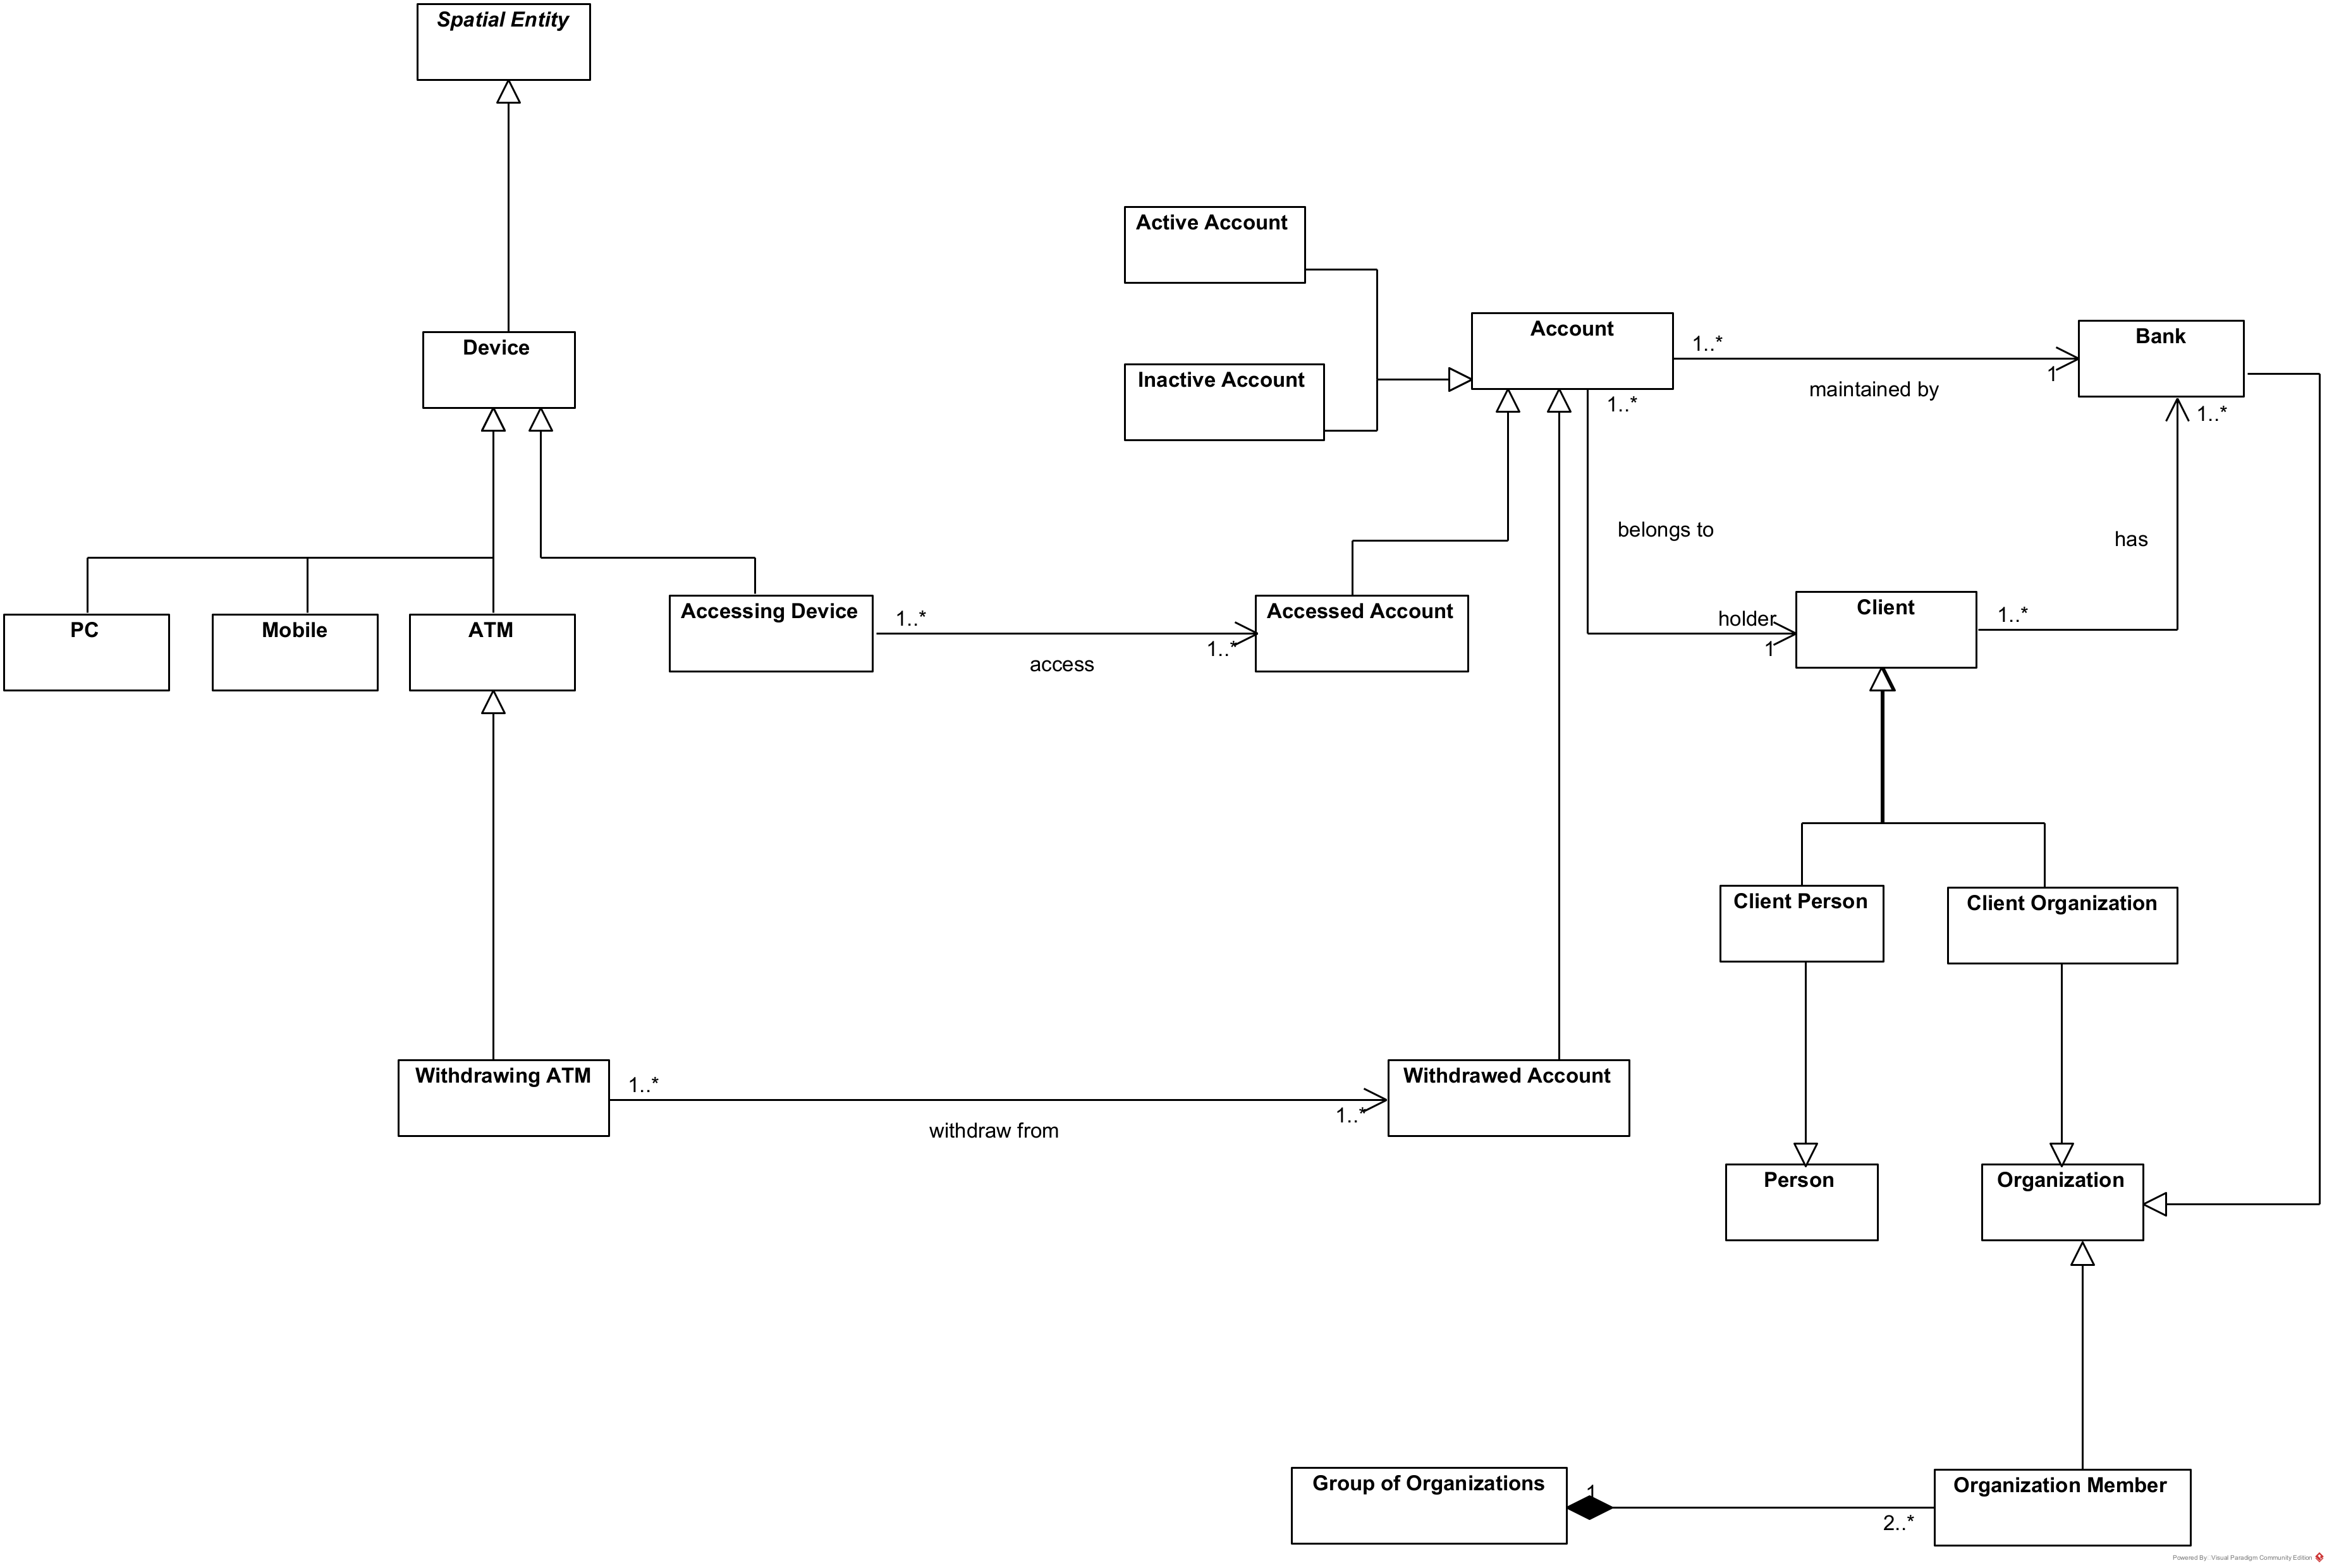 Spatial Entity
Active Account
Account
1..*
maintained by
1
Bank
Device
Inactive Account
1..*
1..*
belongs to
has
PC
Mobile
ATM
Accessing Device
1..*
access
1..*
Accessed Account
holder
1
Client
1..*
Client Person
Client Organization
Withdrawing ATM
1..*
withdraw from
1..*
Withdrawed Account
Person
Organization
Group of Organizations
1
2..*
Organization Member
Powered By: Visual Paradigm Community Edition